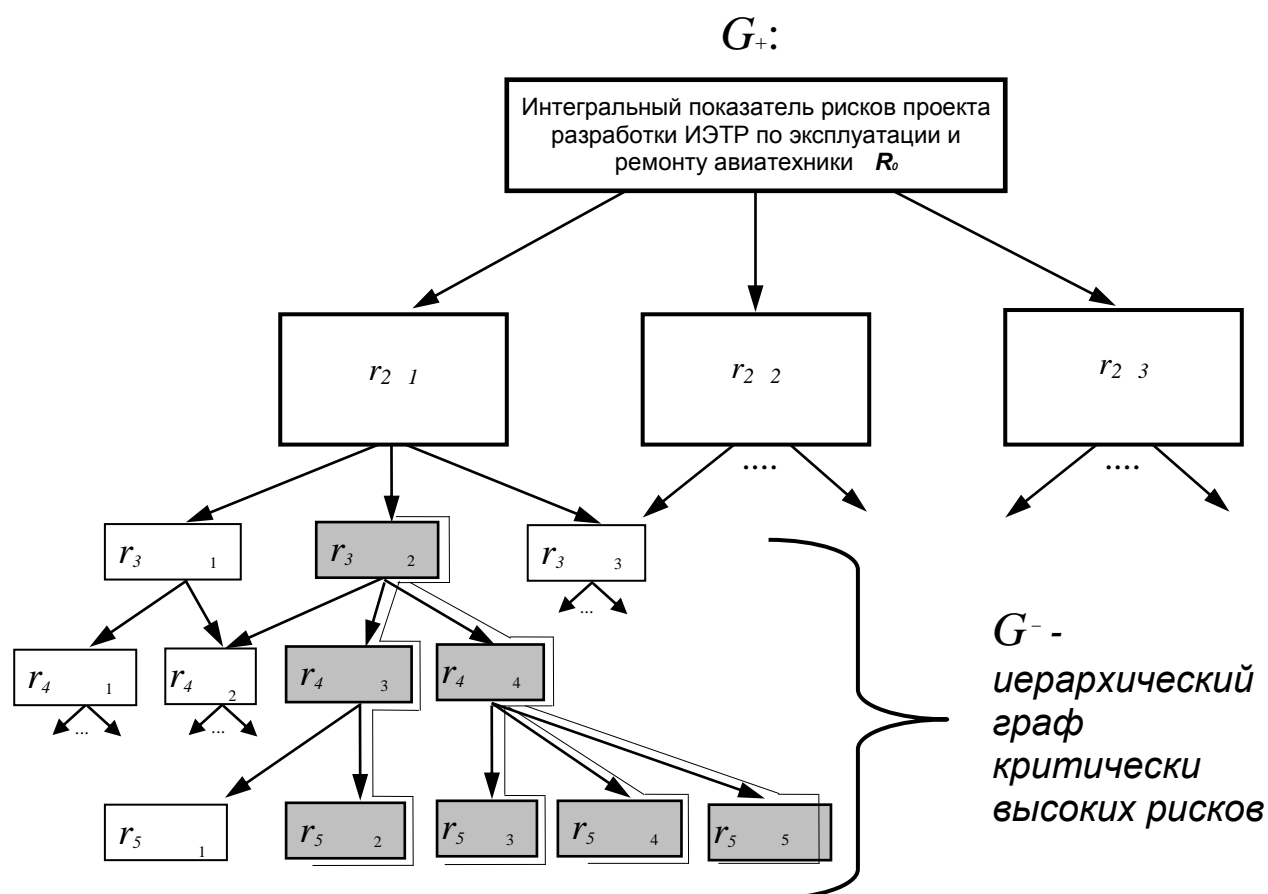 G+:
Интегральный показатель рисков проекта
разработки ИЭТР по эксплуатации и
ремонту авиатехники R0
r2 1
r2 2
r2 3
....
....
r3 1
r3 2
r3 3
...
G− -
иерархический
граф
критически
высоких рисков
r4 1
r4 2
r4 3
r4 4
...
...
r5 1
r5 2
r5 3
r5 4
r5 5